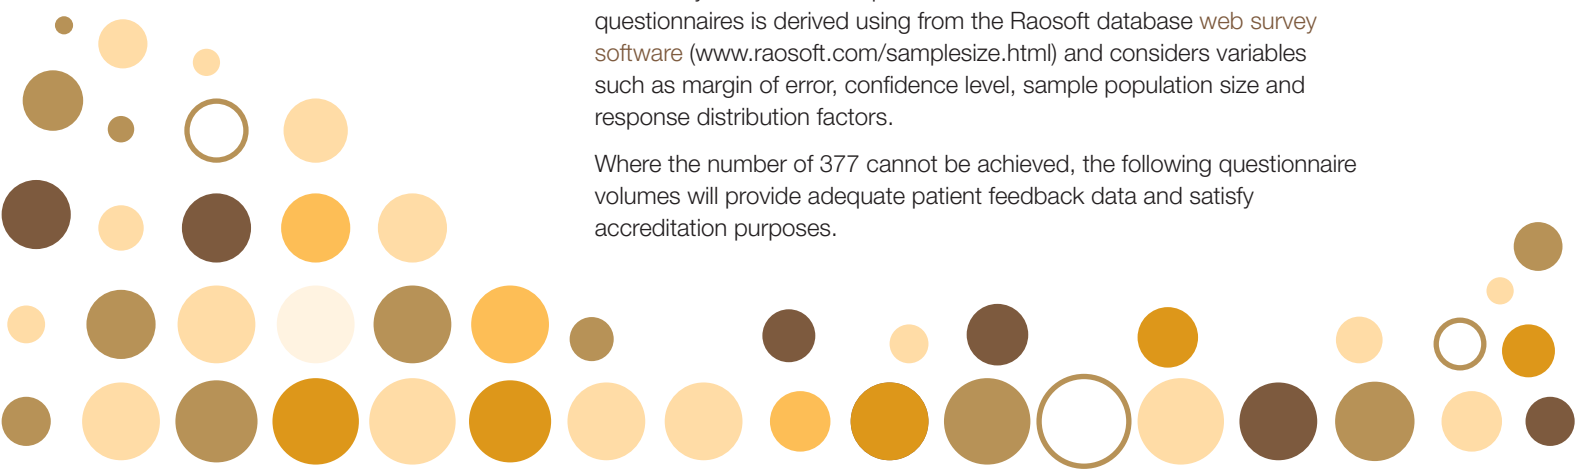 questionnaires is derived using from the Raosoft database web survey
software (www.raosoft.com/samplesize.html) and considers variables
such as margin of error, confidence level, sample population size and
response distribution factors.
Where the number of 377 cannot be achieved, the following questionnaire
volumes will provide adequate patient feedback data and satisfy
accreditation purposes.